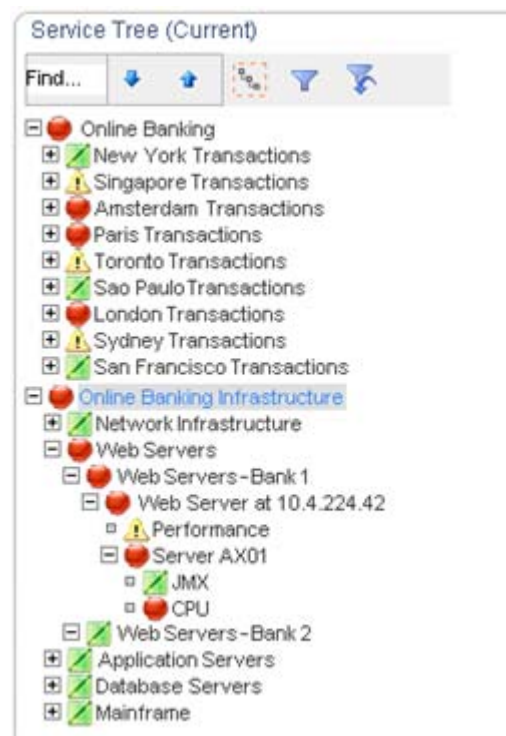 Service Tree (Current)
Find...
Online Banking
New York Transactions
Singapore Transactions
Amsterdam Transactions
Paris Transactions
Toronto Transactions
Sao Paulo Transactions
London Transactions
Sydney Transactions
San Francisco Transactions
Online Banking Infrastructure
Network Infrastructure
Web Servers
Web Servers-Bank 1
Web Server at 10.4.224.42
Performance
Server AX01
JMX
CPU
Web Servers-Bank 2
Application Servers
Database Servers
Mainframe